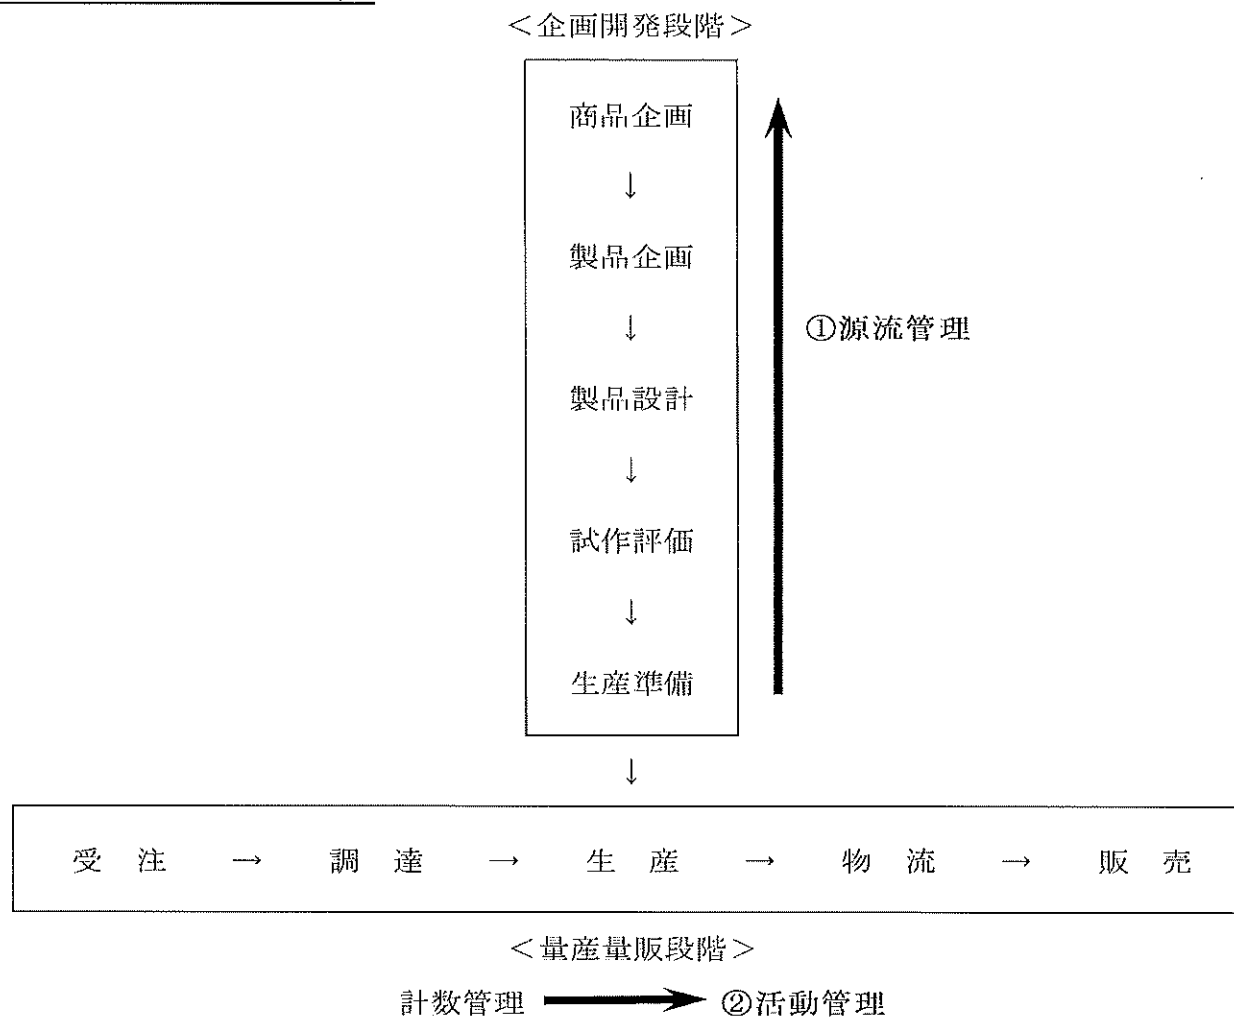 <企画開発段階>
商品企画
↓
製品企画
↓
①源流管理
製品設計
↓
試作評価
↓
生産準備
↓
受 注 → 調 達 → 生 産 → 物 流 → 販 売
<量産量販段階>
計数管理 → ②活動管理